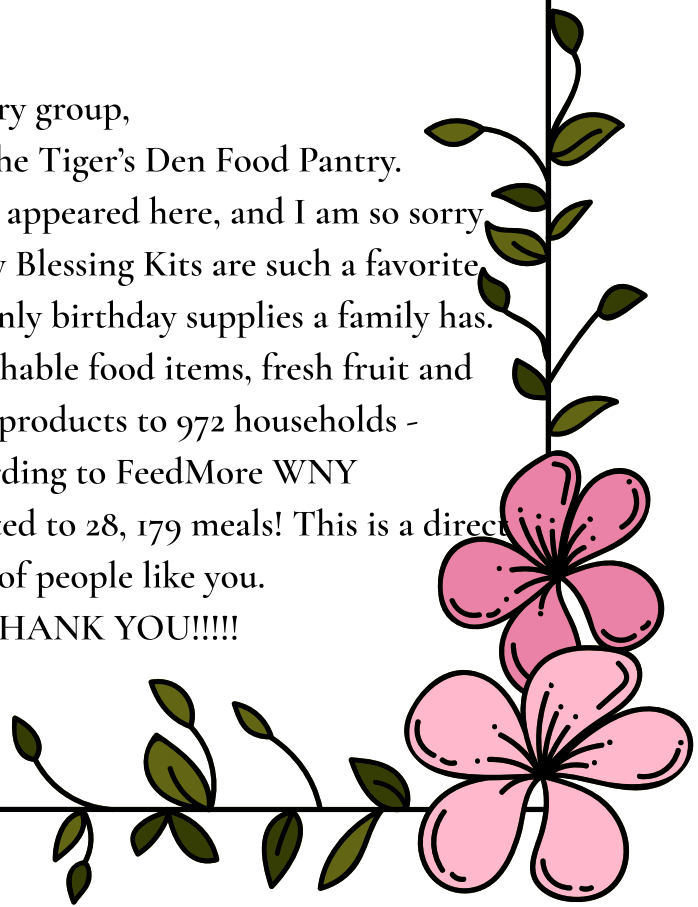 ry group,
he Tiger's Den Food Pantry.
appeared here, and I am so sorry
y Blessing Kits are such a favorite
nly birthday supplies a family has.
hable food items, fresh fruit and
products to 972 households -
rding to FeedMore WNY
ted to 28, 179 meals! This is a direct
of people like you.
HANK YOU!!!!!